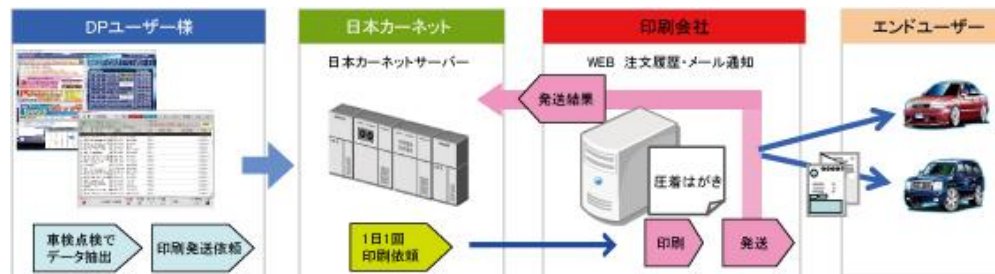 DPユーザー様
日本カーネット
印刷会社
エンドユーザー
日本カーネットサーバー
WEB 注文履歴・メール通知
発送結果
圧着はがき
車検点検で
データ抽出
印刷発送依頼
1日1回
印刷依頼
印刷
発送